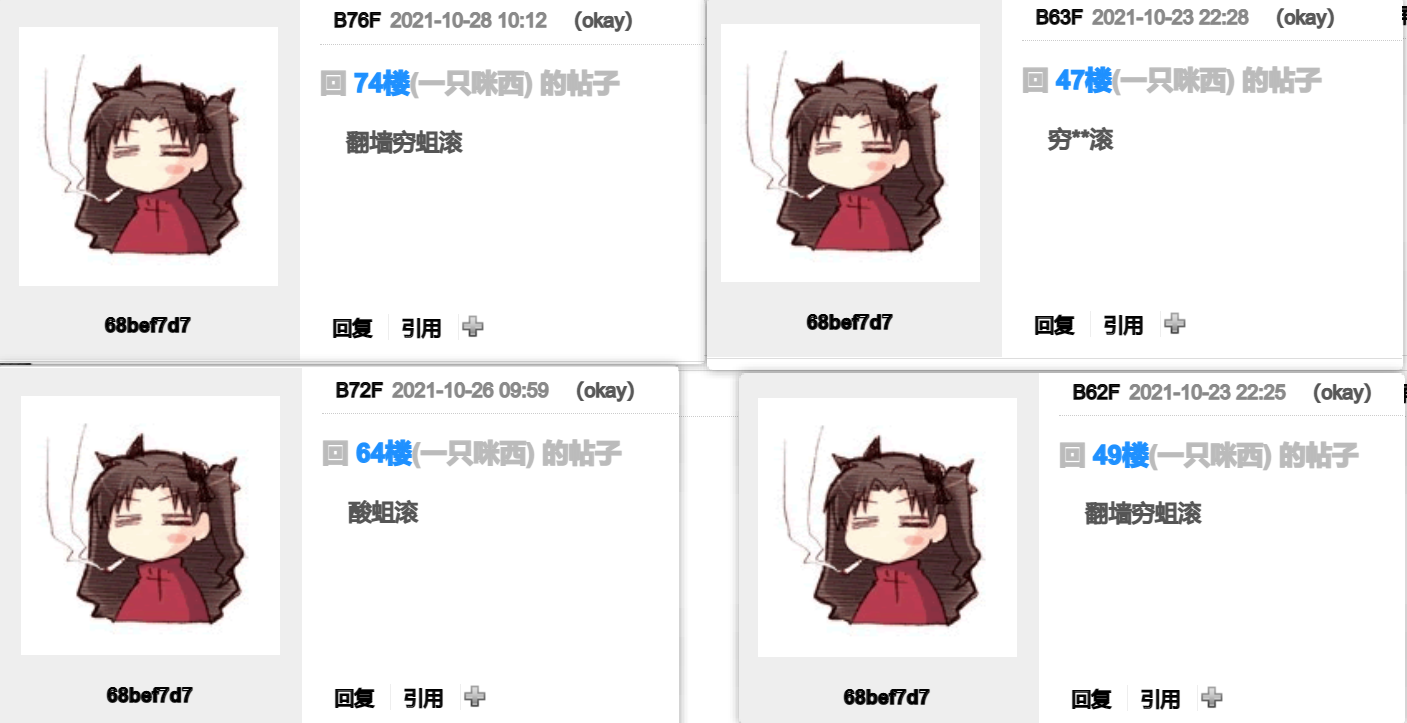 B76F 2021-10-28 10:12 (okay)
回 74楼(一只眯西) 的帖子
翻墙穷蛆滚
68bef7d7
回复 引用
B63F 2021-10-23 22:28 (okay)
回 47楼(一只眯西) 的帖子
穷**滚
68bef7d7
回复 引用
B72F 2021-10-26 09:59 (okay)
回 64楼(一只眯西) 的帖子
酸蛆滚
68bef7d7
回复 引用
B62F 2021-10-23 22:25 (okay)
回 49楼(一只眯西) 的帖子
翻墙穷蛆滚
68bef7d7
回复 引用